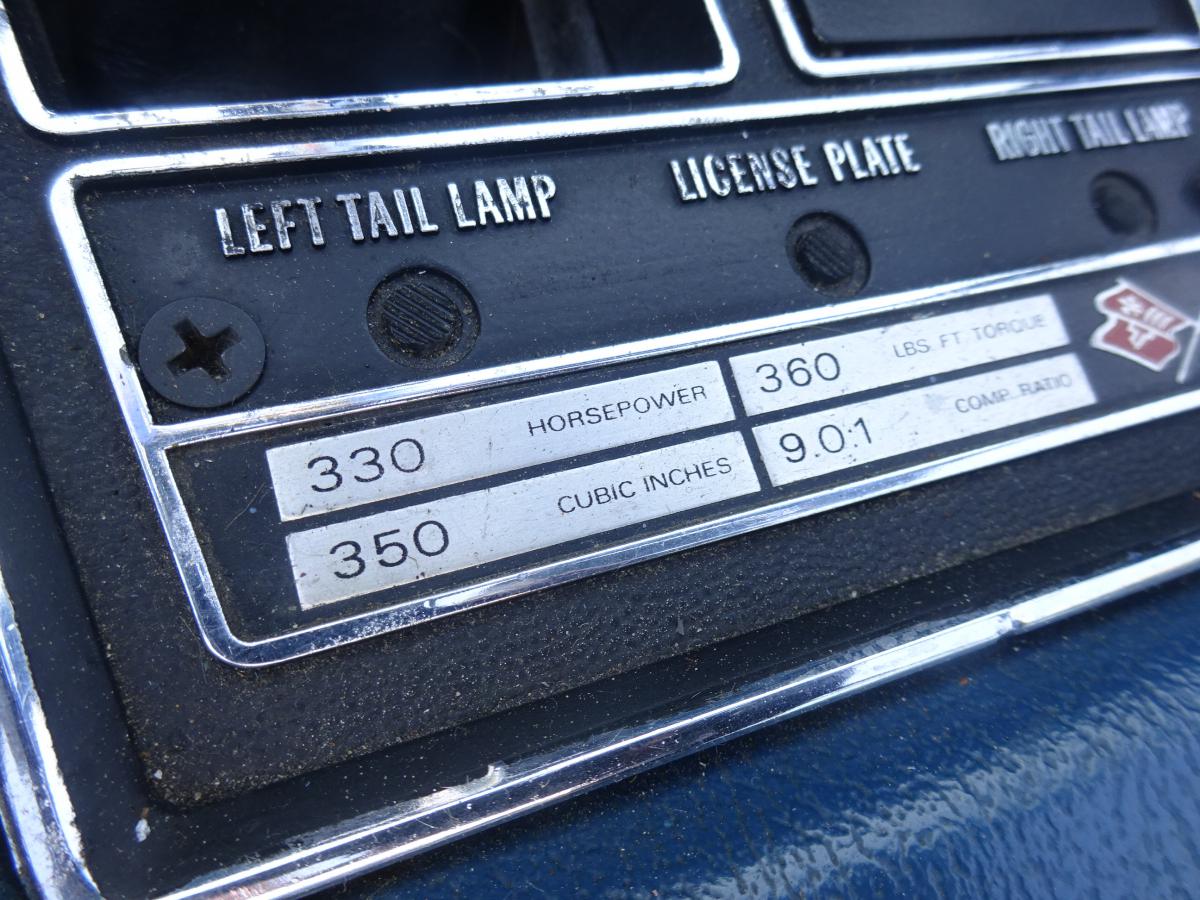 LEFT TAIL LAMP
LICENSE PLATE
RIGHT TAIL LAMP
330 HORSEPOWER
360 LBS. FT. TORQUE
350 CUBIC INCHES
9.0:1 COMP. RATIO